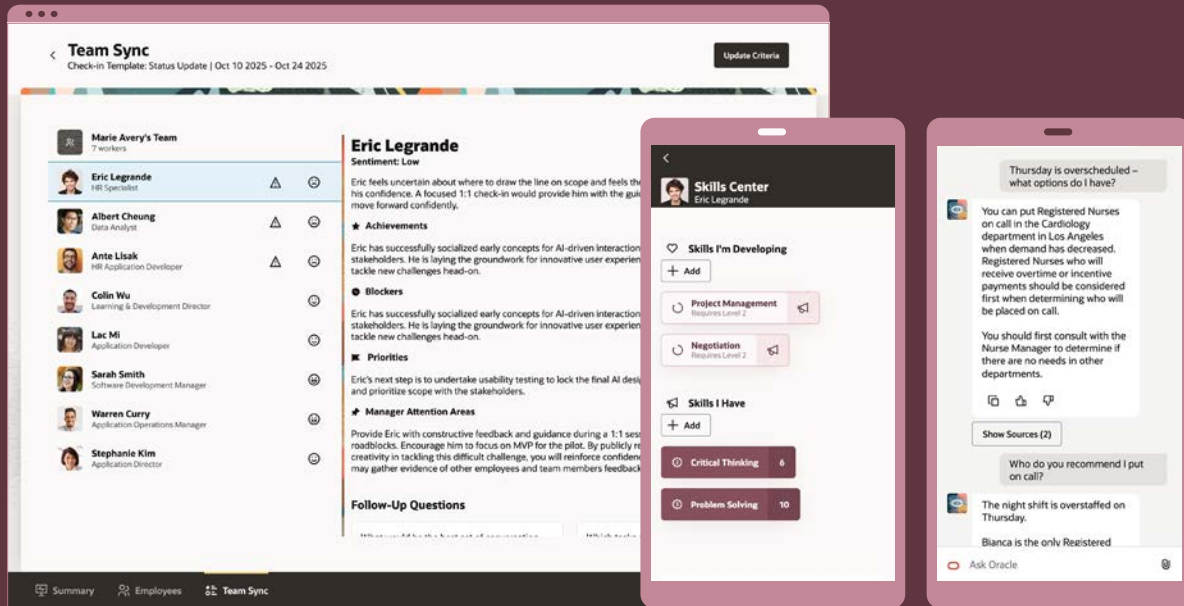 Team Sync
Check-in Template: Status Update | Oct 10 2025 - Oct 24 2025
Update Criteria
Marie Avery's Team
7 workers
Eric Legrande
HR Specialist
Albert Cheung
Data Analyst
Ante Lisak
HR Application Developer
Colin Wu
Learning & Development Director
Lac Mi
Application Developer
Sarah Smith
Software Development Manager
Warren Curry
Application Operations Manager
Stephanie Kim
Application Director
Eric Legrande
Sentiment: Low
Eric feels uncertain about where to draw the line on scope and feels
his confidence. A focused 1:1 check-in would provide him with the
move forward confidently.
Achievements
Eric has successfully socialized early concepts for AI-driven interaction
stakeholders. He is laying the groundwork for innovative user
tackle new challenges head-on.
Blockers
Eric has successfully socialized early concepts for AI-driven interaction
stakeholders. He is laying the groundwork for innovative user
tackle new challenges head-on.
Priorities
Eric's next step is to undertake usability testing to lock the final AI
and prioritize scope with the stakeholders.
Manager Attention Areas
Provide Eric with constructive feedback and guidance during a 1:1
roadblocks. Encourage him to focus on MVP for the pilot. By publicly
creativity in tackling this difficult challenge, you will reinforce
may gather evidence of other employees and team members feedback
Follow-Up Questions
Summary
Employees
Team Sync
Skills Center
Eric Legrande
Skills I'm Developing
+ Add
Project Management
Requires Level 2
Negotiation
Requires Level 2
Skills I Have
+ Add
Critical Thinking 6
Problem Solving 10
Thursday is overscheduled –
what options do I have?
You can put Registered Nurses
on call in the Cardiology
department in Los Angeles
when demand has decreased.
Registered Nurses who will
receive overtime or incentive
payments should be considered
first when determining who will
be placed on call.
You should first consult with the
Nurse Manager to determine if
there are no needs in other
departments.
Show Sources (2)
Who do you recommend I put
on call?
The night shift is overstaffed on
Thursday.
Bianca is the only Registered
Ask Oracle